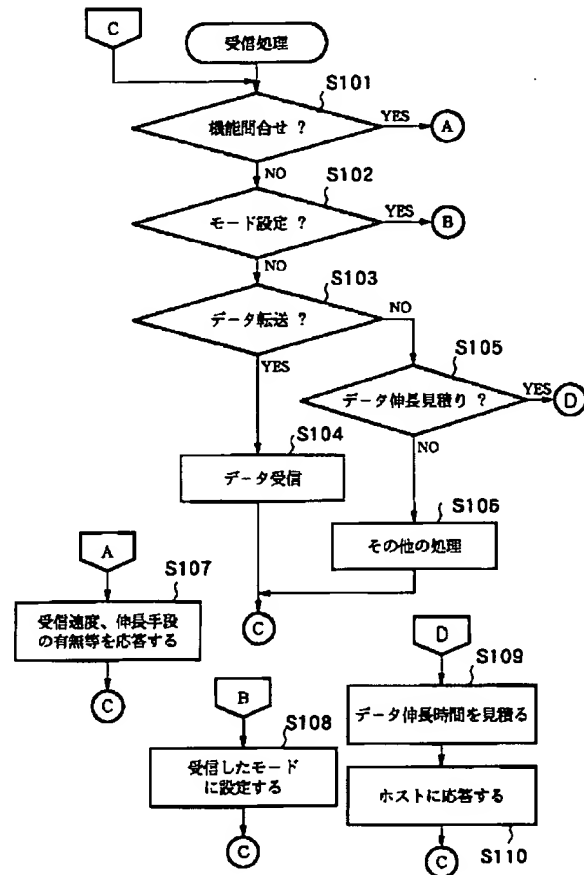 C
受信処理
S101
機能問合せ ?
YES
A
NO
S102
モード設定 ?
YES
B
NO
S103
データ転送 ?
NO
YES
S105
データ伸長見積り ?
YES
D
NO
S104
データ受信
S106
その他の処理
C
A
S107
受信速度、伸長手段
の有無等を応答する
C
B
S108
受信したモード
に設定する
C
D
S109
データ伸長時間を見積る
ホストに応答する
S110
C